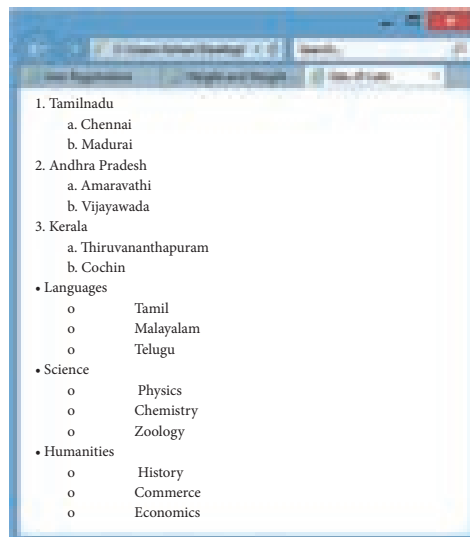 1. Tamilnadu
a. Chennai
b. Madurai
2. Andhra Pradesh
a. Amaravathi
b. Vijayawada
3. Kerala
a. Thiruvananthapuram
b. Cochin
• Languages
o Tamil
o Malayalam
o Telugu
• Science
o Physics
o Chemistry
o Zoology
• Humanities
o History
o Commerce
o Economics